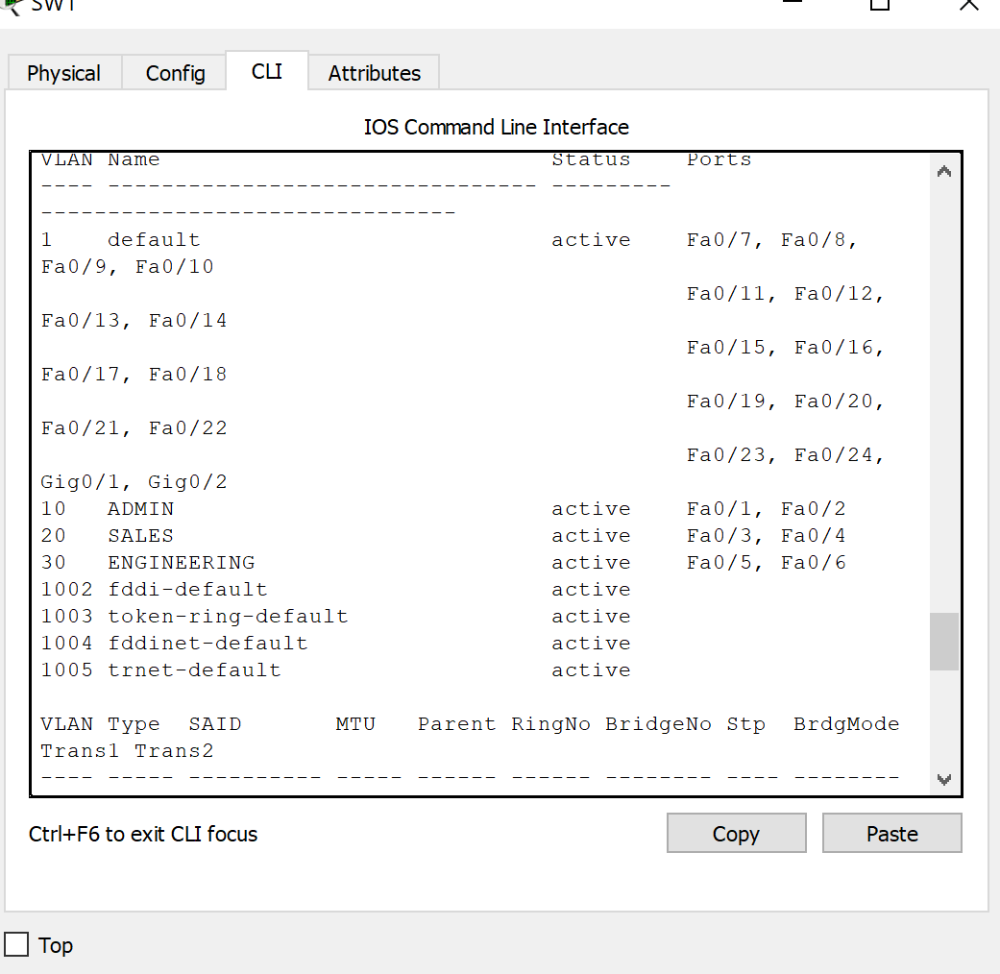 SW1
Physical Config CLI Attributes
IOS Command Line Interface
VLAN Name                             Status    Ports
---- -------------------------------- ---------
-------------------------------
1    default                          active    Fa0/7, Fa0/8,
Fa0/9, Fa0/10
                                                Fa0/11, Fa0/12,
Fa0/13, Fa0/14
                                                Fa0/15, Fa0/16,
Fa0/17, Fa0/18
                                                Fa0/19, Fa0/20,
Fa0/21, Fa0/22
                                                Fa0/23, Fa0/24,
Gig0/1, Gig0/2
10   ADMIN                            active    Fa0/1, Fa0/2
20   SALES                            active    Fa0/3, Fa0/4
30   ENGINEERING                      active    Fa0/5, Fa0/6
1002 fddi-default                     active
1003 token-ring-default               active
1004 fddinet-default                  active
1005 trnet-default                    active
VLAN Type  SAID       MTU   Parent RingNo BridgeNo Stp  BrdgMode
Trans1 Trans2
---- ----- ---------- ----- ------ ------ -------- ---- --------
Ctrl+F6 to exit CLI focus
Copy Paste
Top